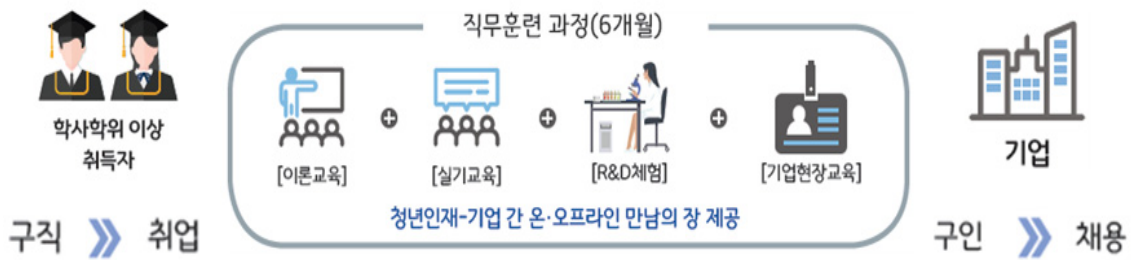 직무훈련 과정(6개월)
학사학위 이상
취득자
[이론교육]
[실기교육]
[R&D체험]
[기업현장교육]
청년인재-기업 간 온·오프라인 만남의 장 제공
기업
구직
취업
구인
채용